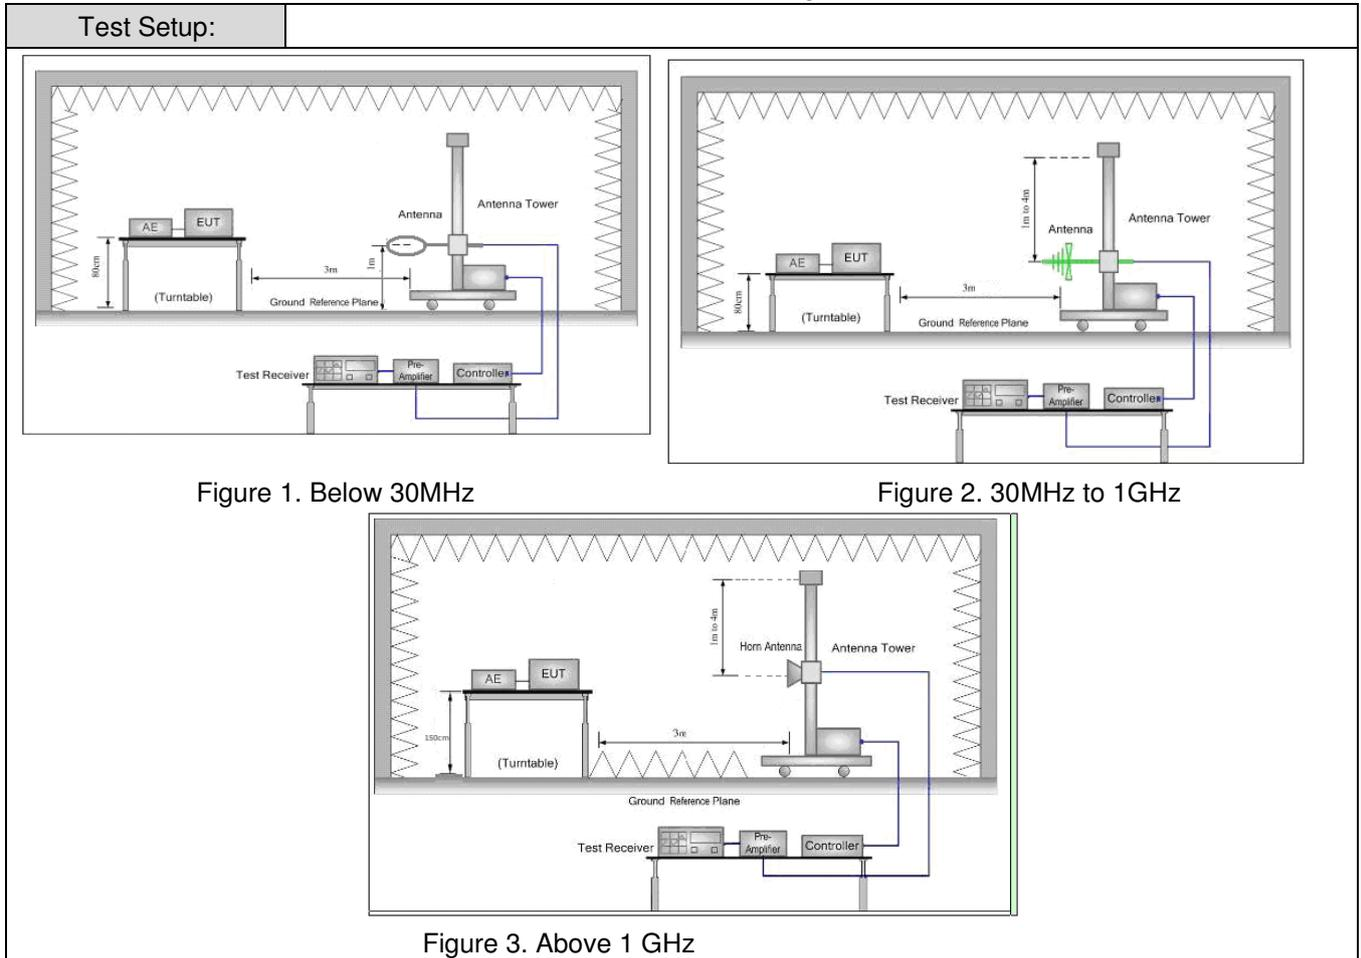 Test Setup:
Antenna
Antenna Tower
AE
EUT
80cm
3m
1m
(Turntable)
Ground Reference Plane
Test Receiver
Pre-
Amplifier
Controller
Figure 1. Below 30MHz
1m to 4m
Antenna
Antenna Tower
AE
EUT
80cm
3m
(Turntable)
Ground Reference Plane
Test Receiver
Pre-
Amplifier
Controller
Figure 2. 30MHz to 1GHz
1m to 4m
Horn Antenna
Antenna Tower
AE
EUT
150cm
3m
(Turntable)
Ground Reference Plane
Test Receiver
Pre-
Amplifier
Controller
Figure 3. Above 1 GHz